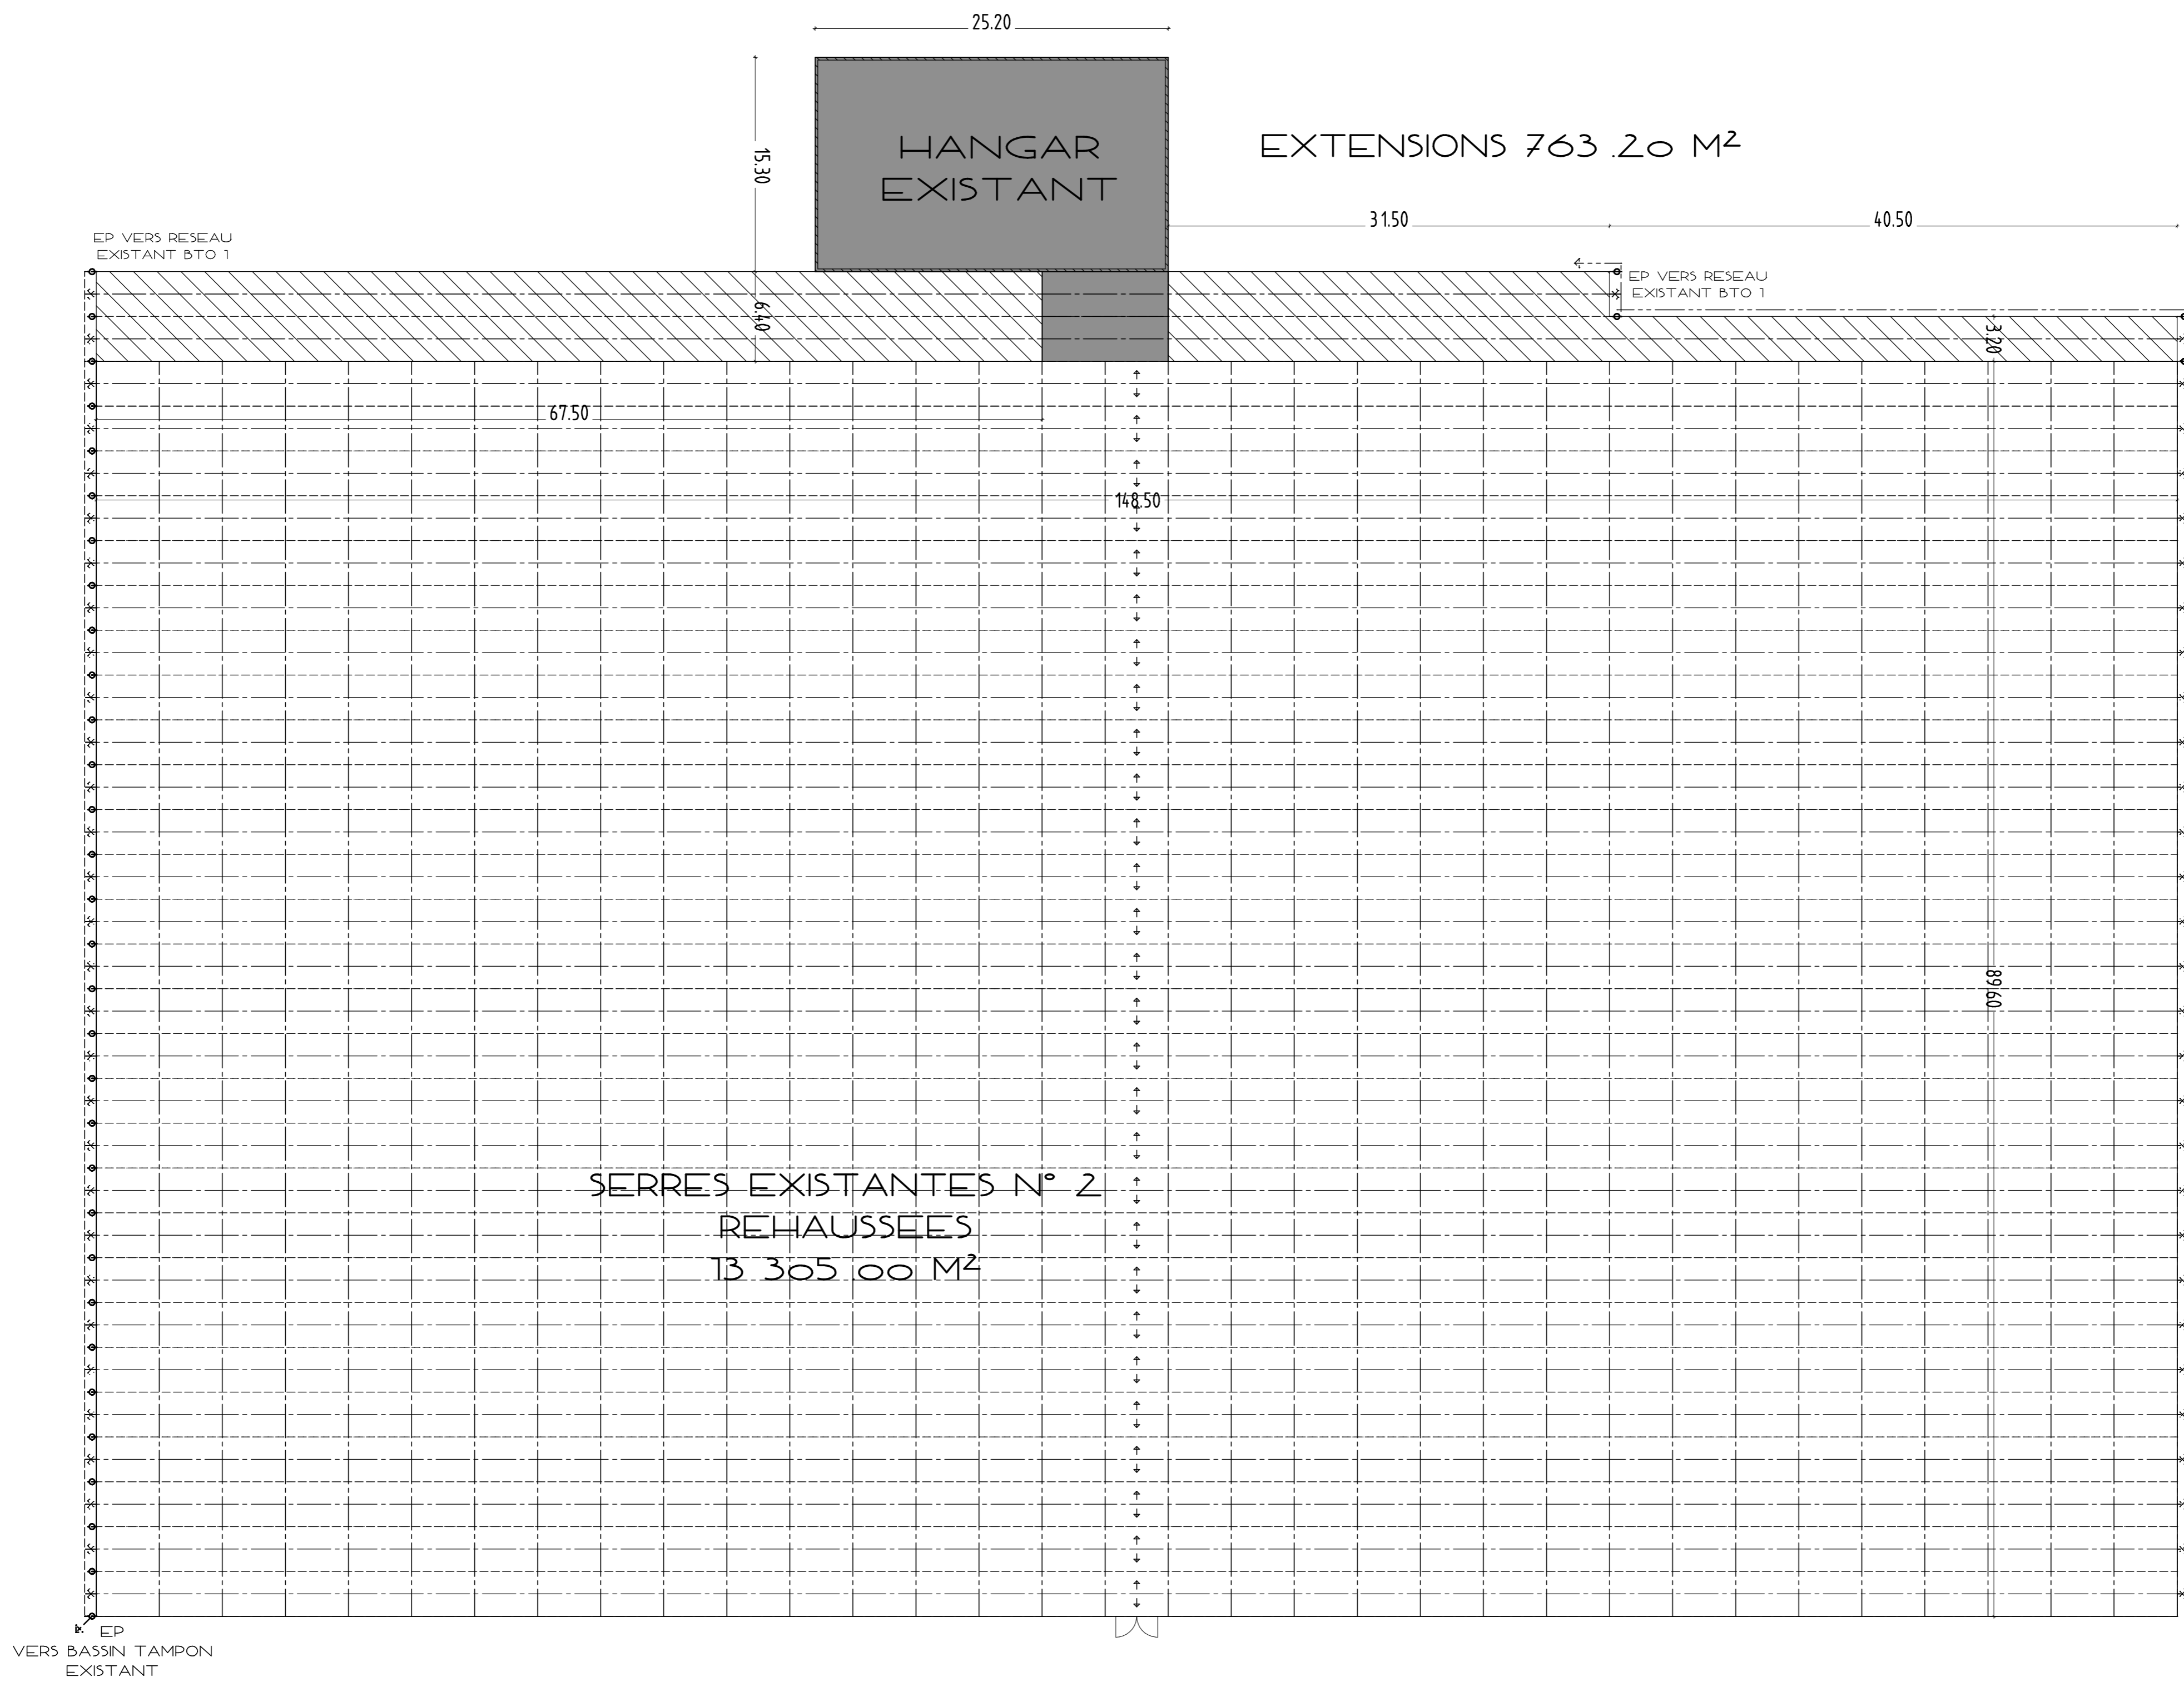 25.20
HANGAR
EXISTANT
15.30
EXTENSIONS 763 .20 M²
31.50
40.50
EP VERS RESEAU
EXISTANT BTO 1
EP VERS RESEAU
EXISTANT BTO 1
6.40
3.20
67.50
148.50
89.60
SERRES EXISTANTES N° 2
REHAUSSEES
13 305 .00 M²
EP
VERS BASSIN TAMPON
EXISTANT